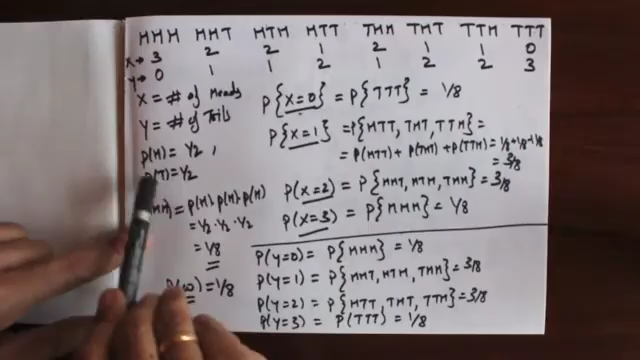 HHH HHT HTH HTT THH THT TTH TTT
X→ 3 2 2 1 2 1 1 0
Y→ 0 1 1 2 1 2 2 3
X = # of Heads
Y = # of Tails
P(H) = 1/2 ,
P(T) = 1/2
= P(H) P(H) P(H)
= 1/2 · 1/2 · 1/2
= 1/8
= 1/8
P{X=0} = P{TTT} = 1/8
P{X=1} = P{HTT, THT, TTH} =
= P(HTT) + P(THT) + P(TTH) = 1/8 + 1/8 + 1/8
= 3/8
P(X=2) = P{HHT, HTH, THH} = 3/8
P(X=3) = P{HHH} = 1/8
P(Y=0) = P{HHH} = 1/8
P(Y=1) = P{HHT, HTH, THH} = 3/8
P(Y=2) = P{HTT, THT, TTH} = 3/8
P(Y=3) = P(TTT) = 1/8